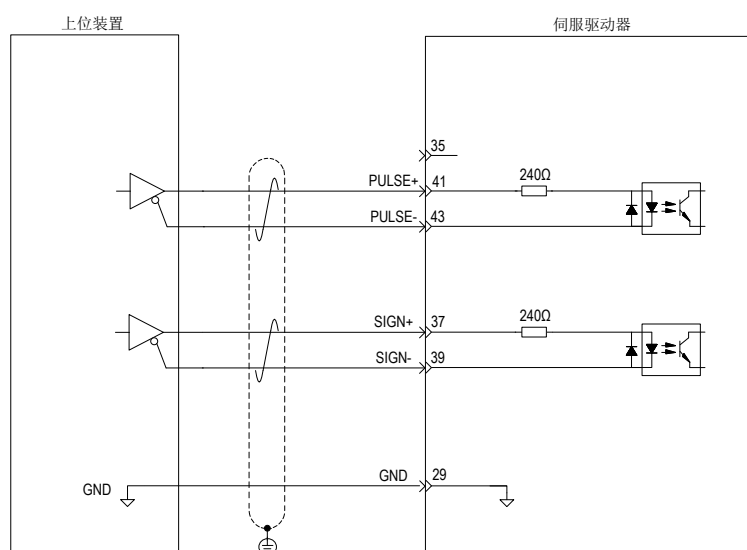 上位装置
伺服驱动器
35
PULSE+
41
240Ω
PULSE-
43
SIGN+
37
240Ω
SIGN-
39
GND
GND
29